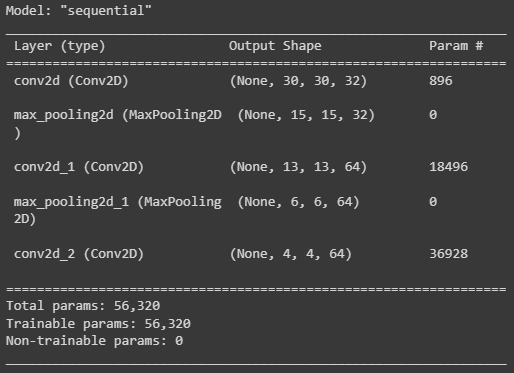 Model: "sequential"
Layer (type) Output Shape Param #
=================================================================
conv2d (Conv2D) (None, 30, 30, 32) 896
max_pooling2d (MaxPooling2D (None, 15, 15, 32) 0
)
conv2d_1 (Conv2D) (None, 13, 13, 64) 18496
max_pooling2d_1 (MaxPooling (None, 6, 6, 64) 0
2D)
conv2d_2 (Conv2D) (None, 4, 4, 64) 36928
=================================================================
Total params: 56,320
Trainable params: 56,320
Non-trainable params: 0